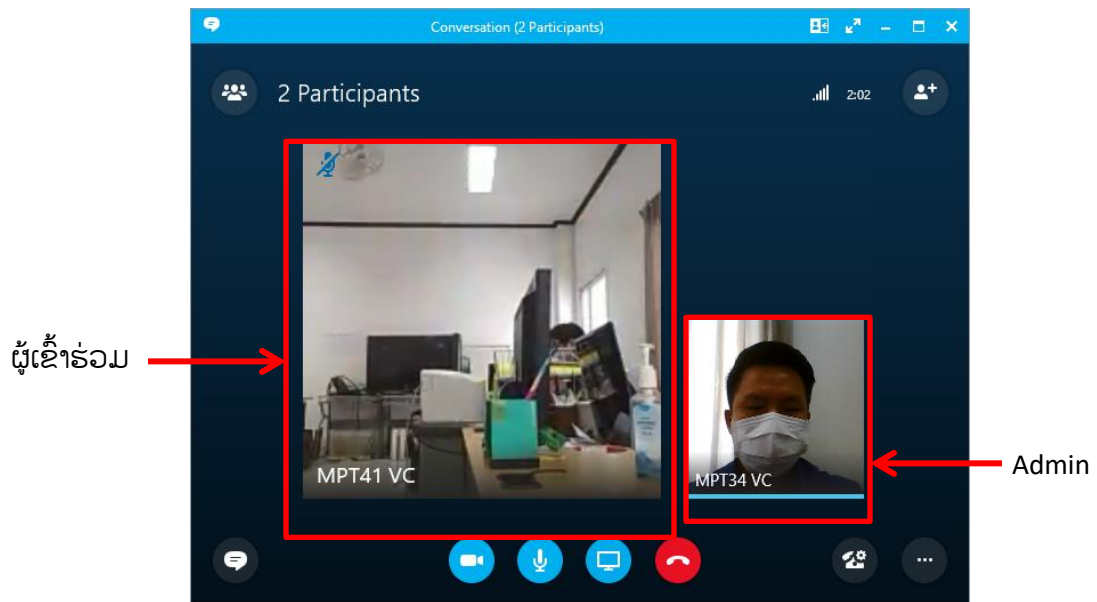 Conversation (2 Participants)
2 Participants
2:02
ຜູ້ເຂົ້າຮ່ວມ
MPT41 VC
MPT34 VC
Admin